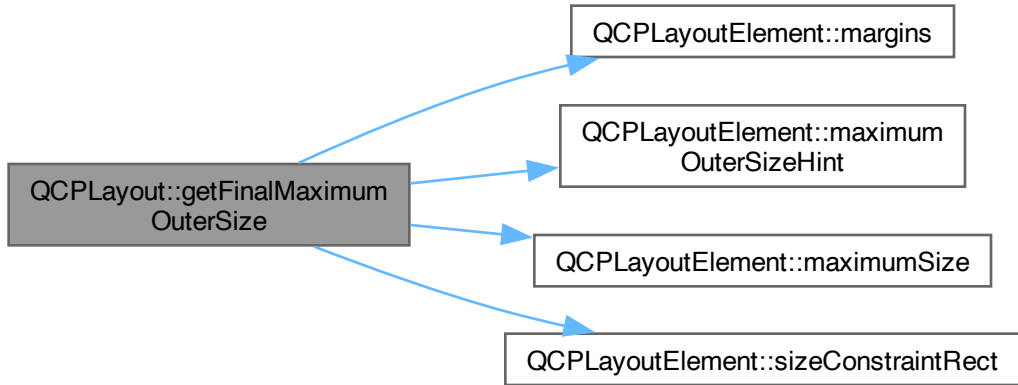 QCPLayoutElement::margins
QCPLayoutElement::maximum
OuterSizeHint
QCPLayout::getFinalMaximum
OuterSize
QCPLayoutElement::maximumSize
QCPLayoutElement::sizeConstraintRect